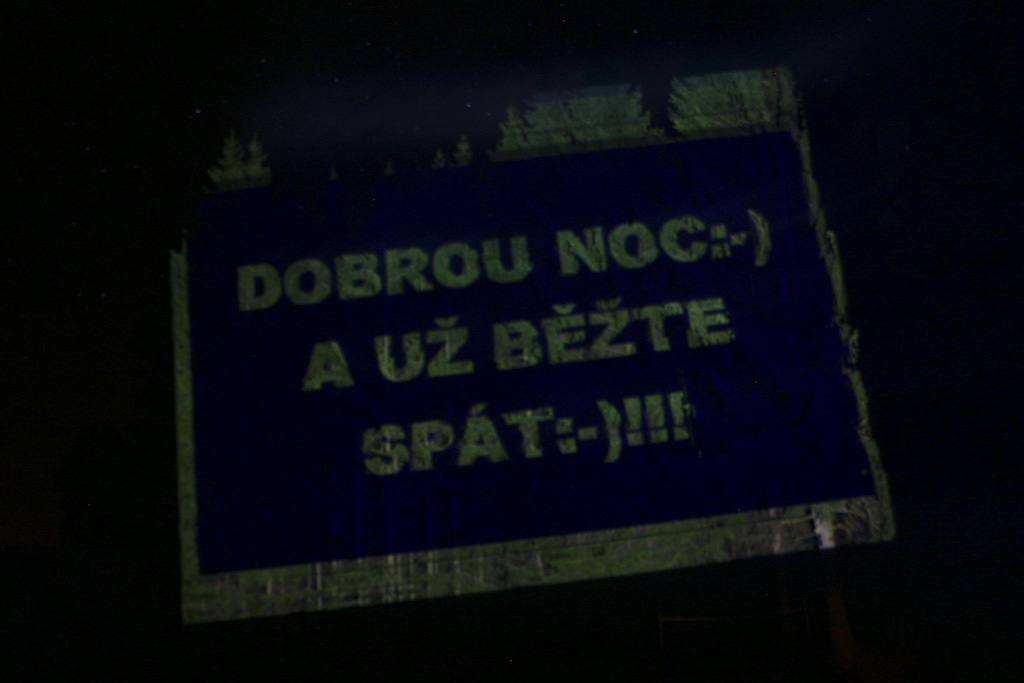 DOBROU NOC:-)
A UŽ BĚŽTE
SPÁT:-)!!!